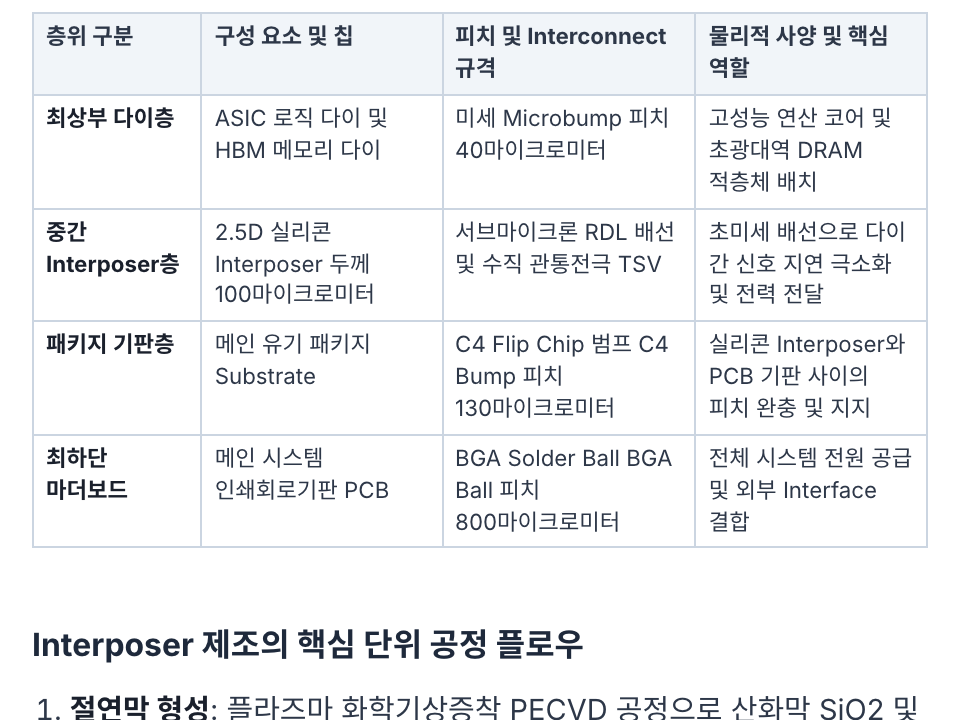 층위 구분
구성 요소 및 칩
피치 및 Interconnect
규격
물리적 사양 및 핵심
역할
최상부 다이층
ASIC 로직 다이 및
HBM 메모리 다이
미세 Microbump 피치
40마이크로미터
고성능 연산 코어 및
초광대역 DRAM
적층체 배치
중간
Interposer층
2.5D 실리콘
Interposer 두께
100마이크로미터
서브마이크론 RDL 배선
및 수직 관통전극 TSV
초미세 배선으로 다이
간 신호 지연 극소화
및 전력 전달
패키지 기판층
메인 유기 패키지
Substrate
C4 Flip Chip 범프 C4
Bump 피치
130마이크로미터
실리콘 Interposer와
PCB 기판 사이의
피치 완충 및 지지
최하단
마더보드
메인 시스템
인쇄회로기판 PCB
BGA Solder Ball BGA
Ball 피치
800마이크로미터
전체 시스템 전원 공급
및 외부 Interface
결합
Interposer 제조의 핵심 단위 공정 플로우
1. 절연막 형성: 플라즈마 화학기상증착 PECVD 공정으로 산화막 SiO2 및